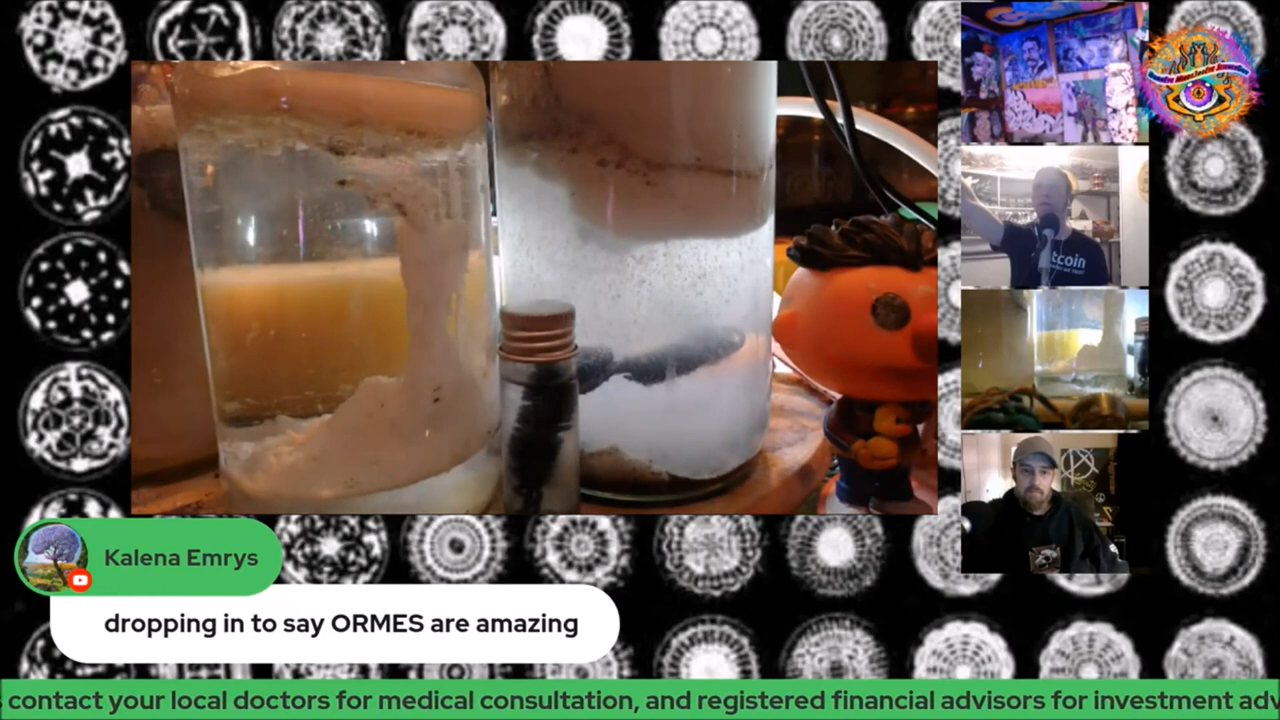 tcoin
Kalena Emrys
dropping in to say ORMES are amazing
contact your local doctors for medical consultation, and registered financial advisors for investment adv